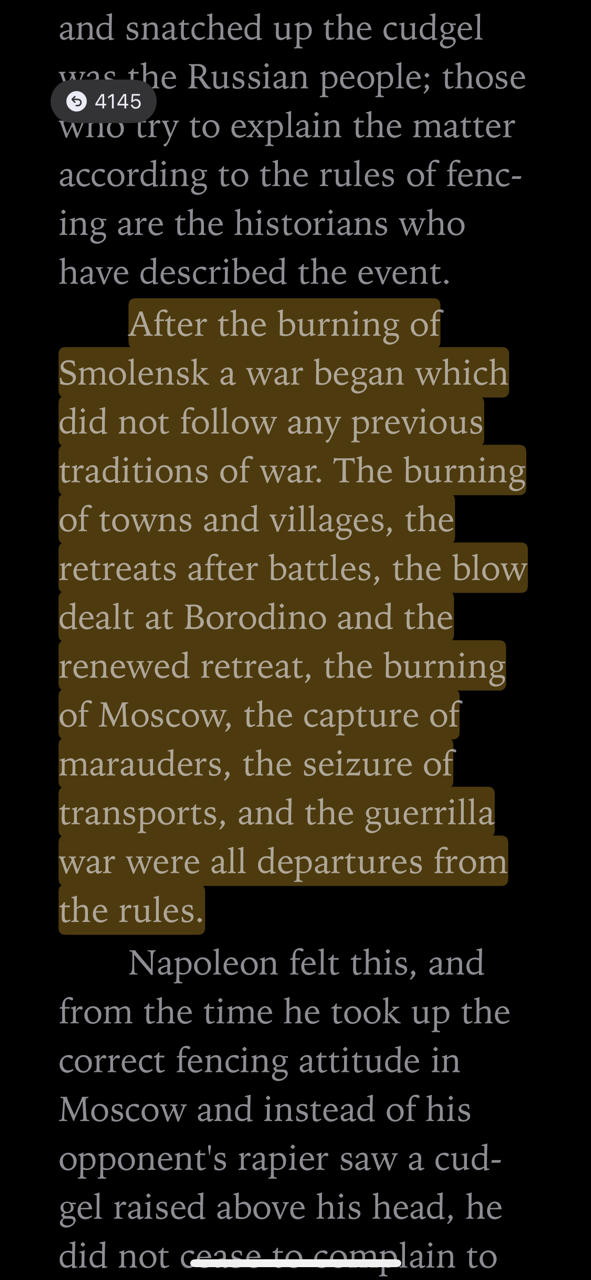 and snatched up the cudgel
was the Russian people; those
4145
who try to explain the matter
according to the rules of fenc-
ing are the historians who
have described the event.
After the burning of
Smolensk a war began which
did not follow any previous
traditions of war. The burning
of towns and villages, the
retreats after battles, the blow
dealt at Borodino and the
renewed retreat, the burning
of Moscow, the capture of
marauders, the seizure of
transports, and the guerrilla
war were all departures from
the rules.
Napoleon felt this, and
from the time he took up the
correct fencing attitude in
Moscow and instead of his
opponent's rapier saw a cud-
gel raised above his head, he
did not cease to complain to